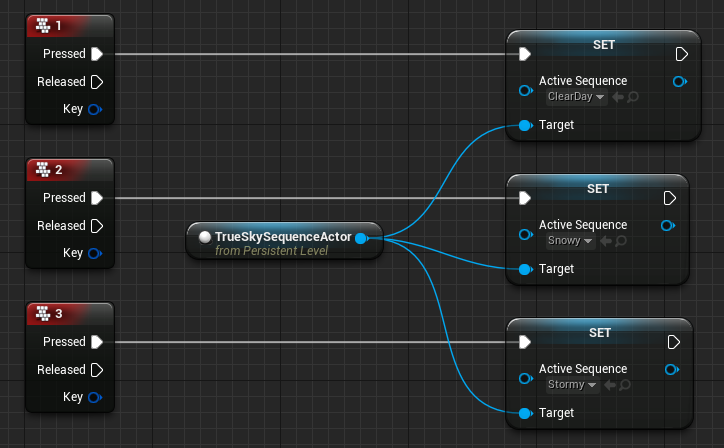 1
Pressed
Released
Key
SET
Active Sequence
ClearDay
Target
2
Pressed
Released
Key
TrueSkySequenceActor
from Persistent Level
SET
Active Sequence
Snowy
Target
3
Pressed
Released
Key
SET
Active Sequence
Stormy
Target